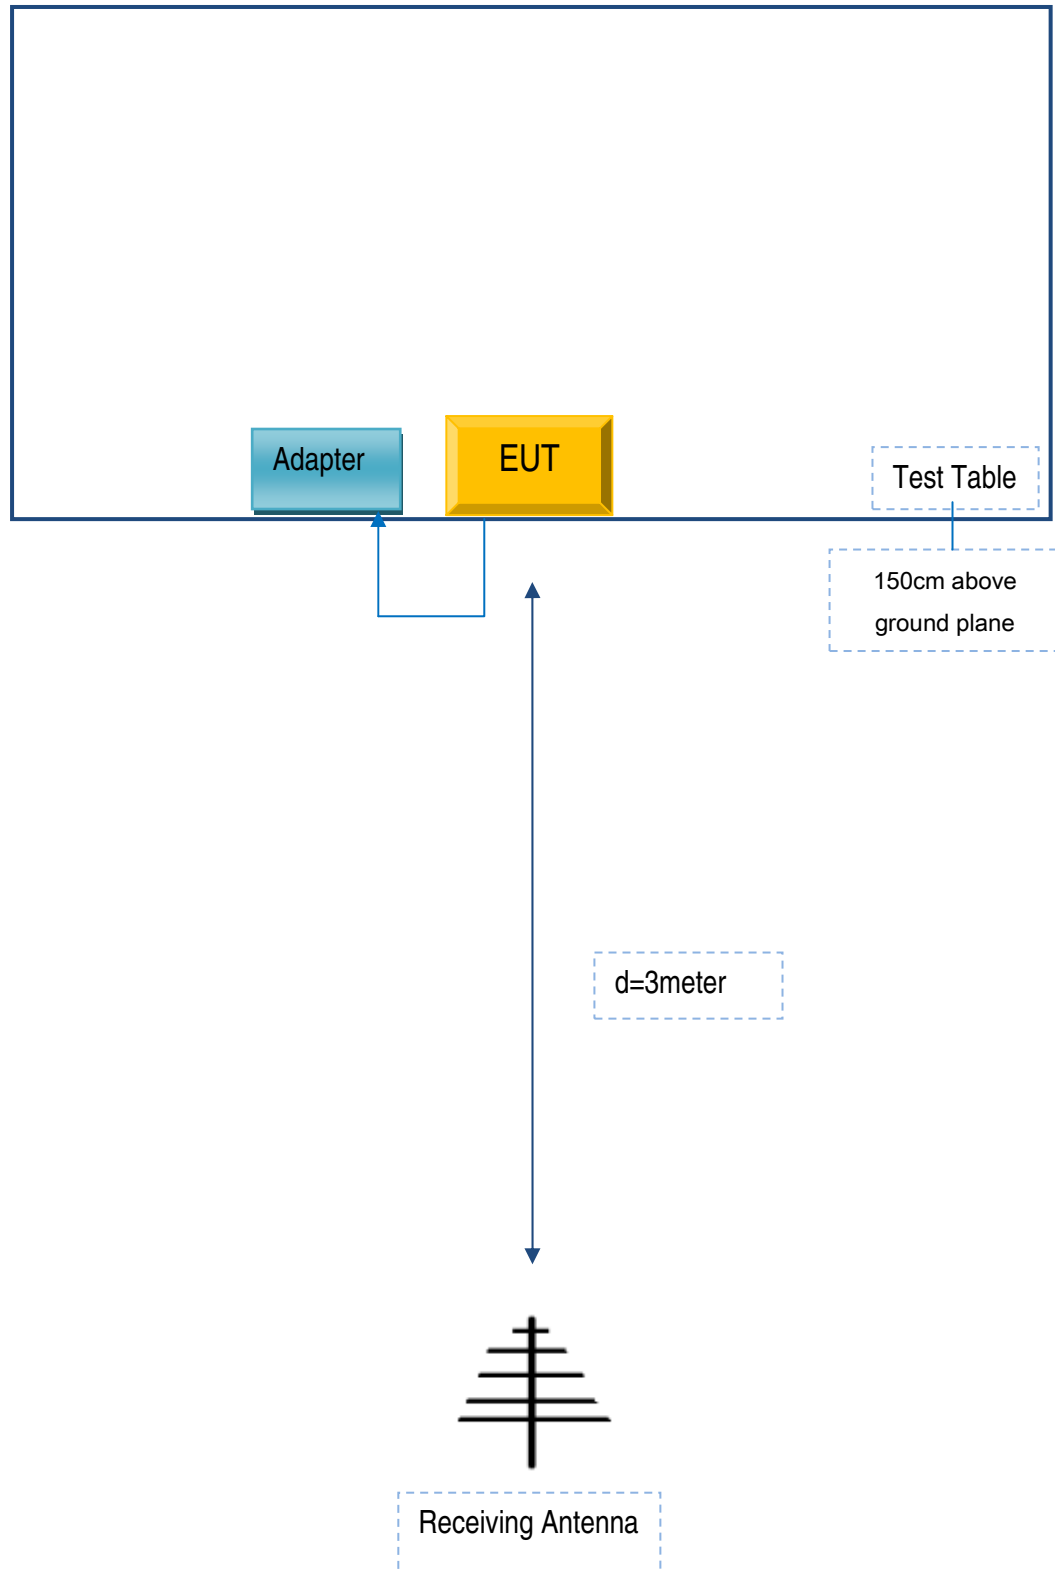 Adapter
EUT
Test Table
150cm above
ground plane
d=3meter
Receiving Antenna